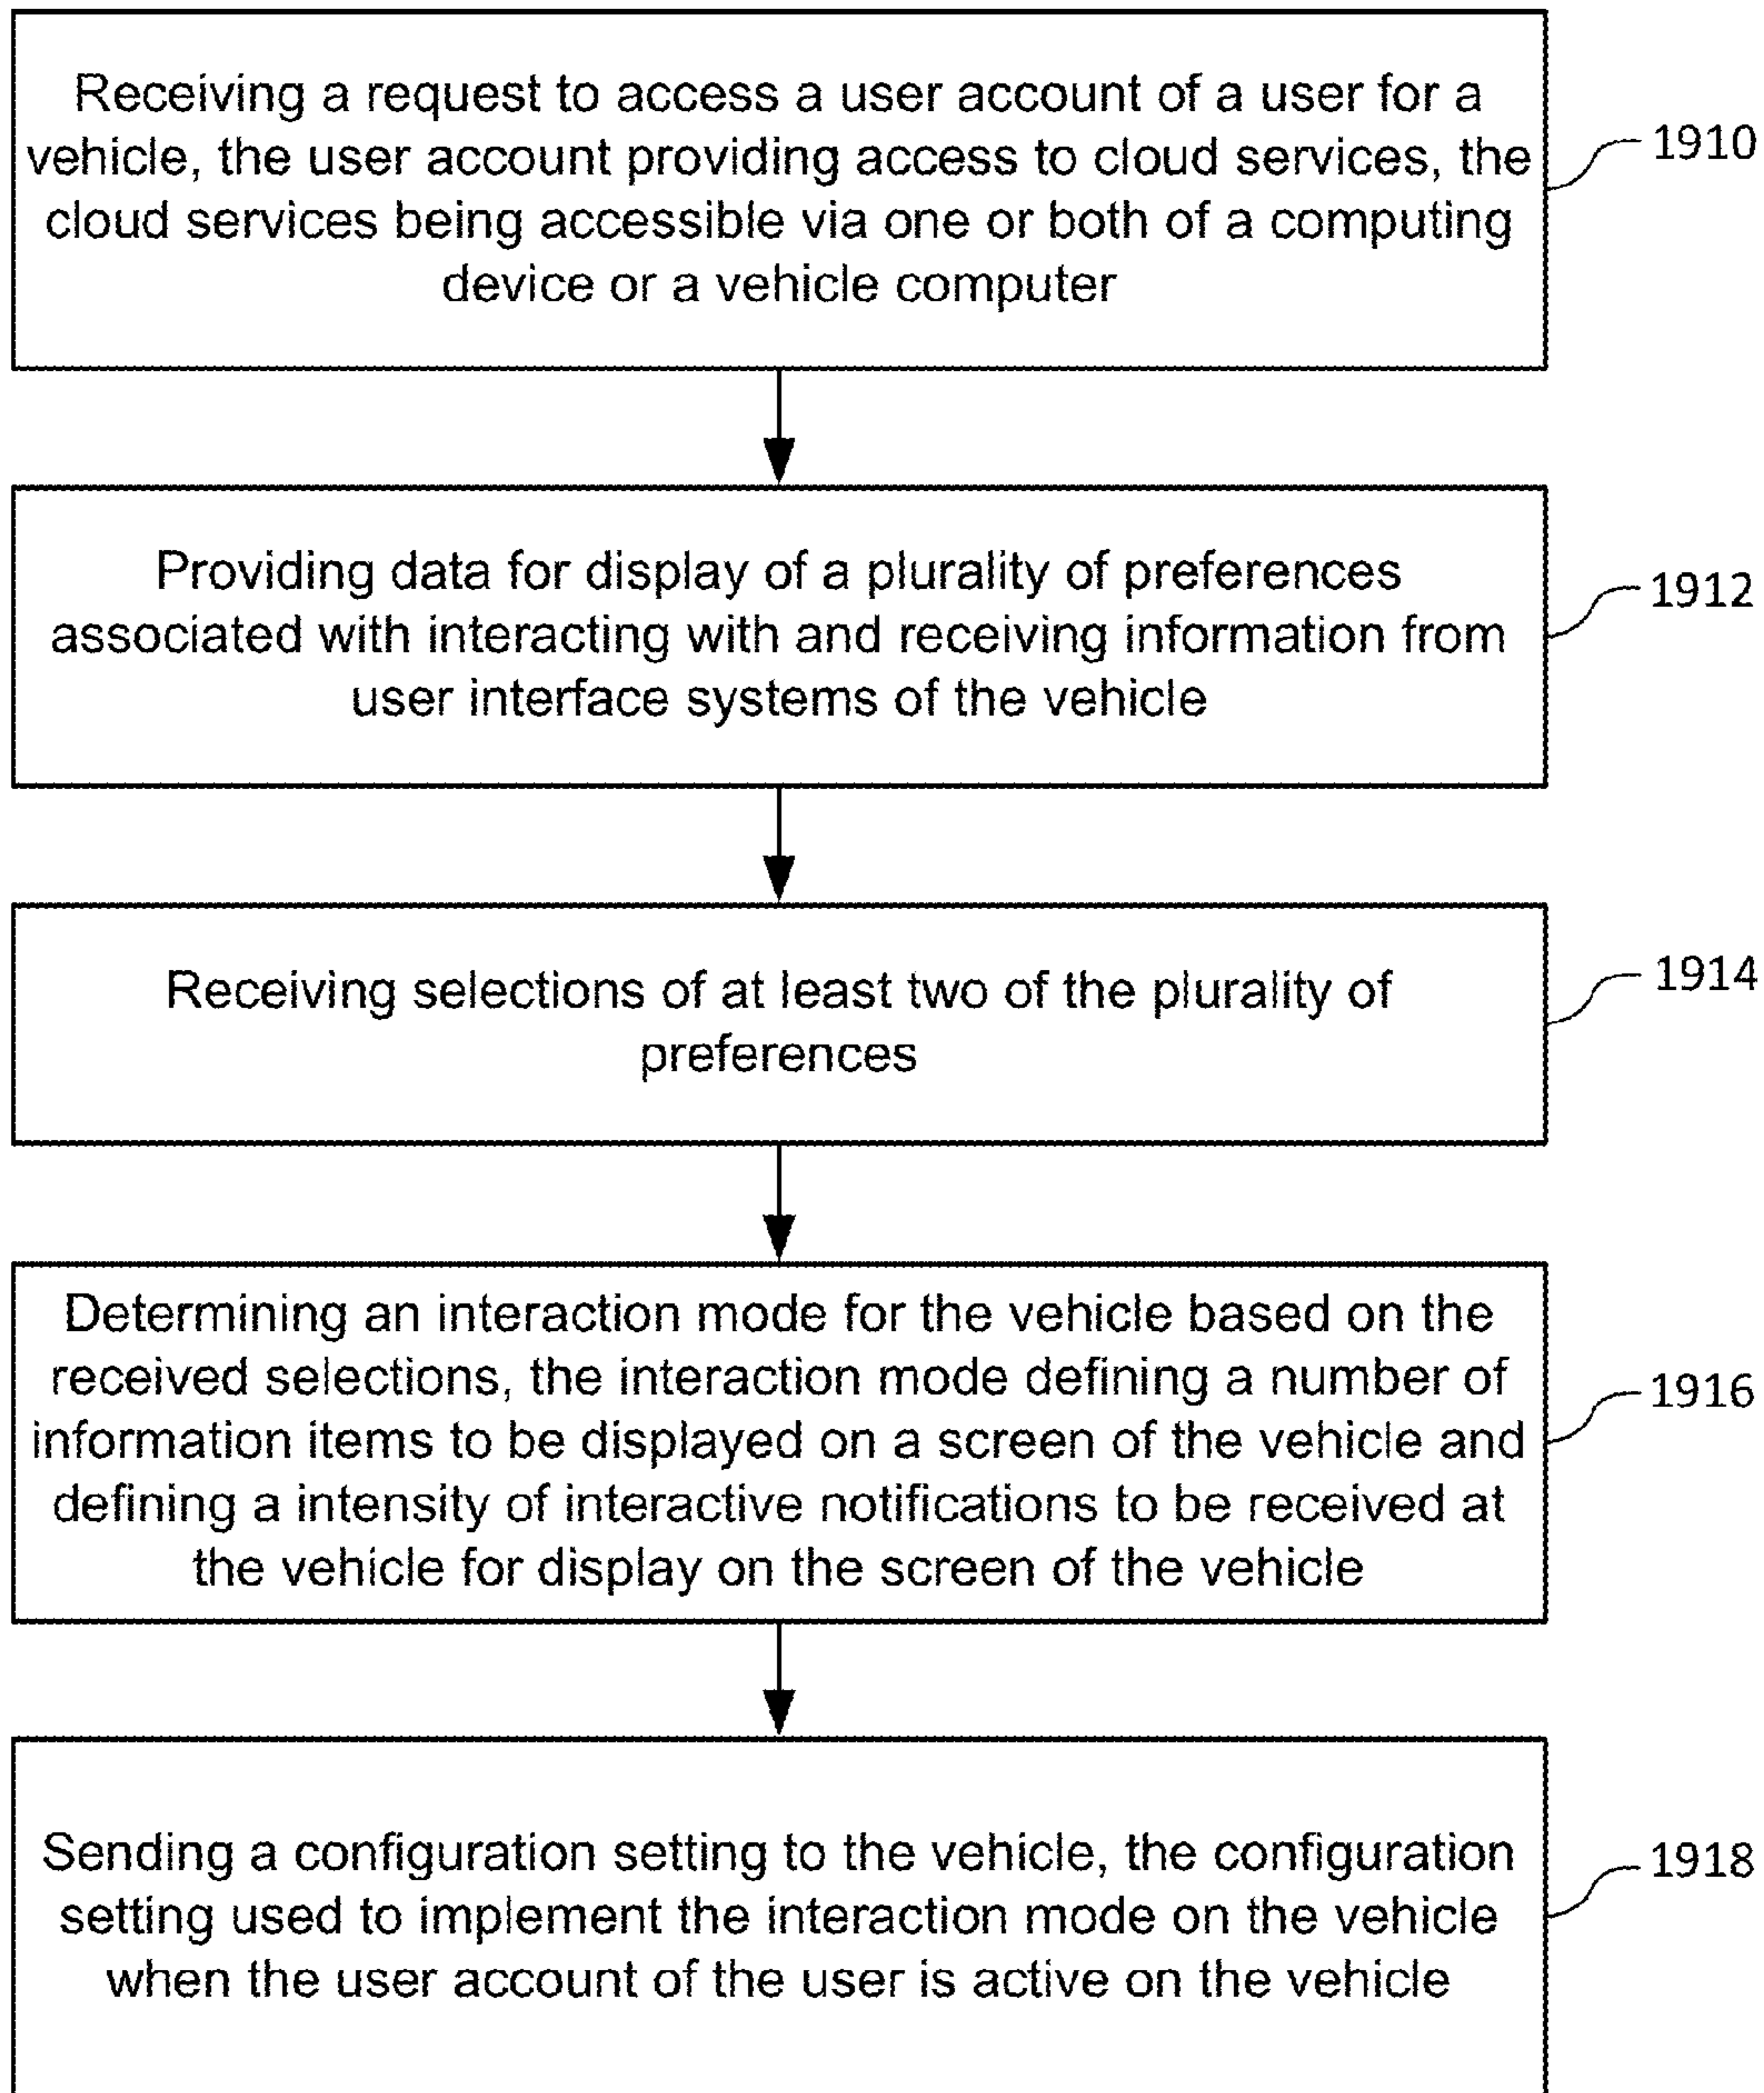 Receiving a request to access a user account of a user for a
vehicle, the user account providing access to cloud services, the
cloud services being accessible via one or both of a computing
device or a vehicle computer
1910
Providing data for display of a plurality of preferences
associated with interacting with and receiving information from
user interface systems of the vehicle
1912
Receiving selections of at least two of the plurality of
preferences
1914
Determining an interaction mode for the vehicle based on the
received selections, the interaction mode defining a number of
information items to be displayed on a screen of the vehicle and
defining a intensity of interactive notifications to be received at
the vehicle for display on the screen of the vehicle
1916
Sending a configuration setting to the vehicle, the configuration
setting used to implement the interaction mode on the vehicle
when the user account of the user is active on the vehicle
1918